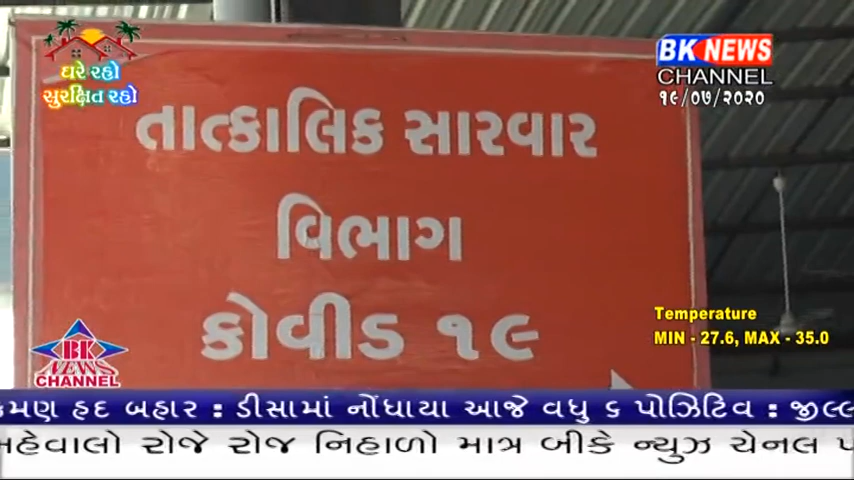 ઘરે રહો
સુરક્ષિત રહો
BK NEWS
CHANNEL
૧૯/૦૭/૨૦૨૦
તાત્કાલિક સારવાર
વિભાગ
કોવીડ ૧૯
Temperature
MIN - 27.6, MAX - 35.0
BK
NEWS
CHANNEL
ક્રમણ હદ બહાર : ડીસામાં નોંધાયા આજે વધુ ૬ પોઝિટિવ : જીલ્લ
અહેવાલો રોજે રોજ નિહાળો માત્ર બીકે ન્યુઝ ચેનલ પ